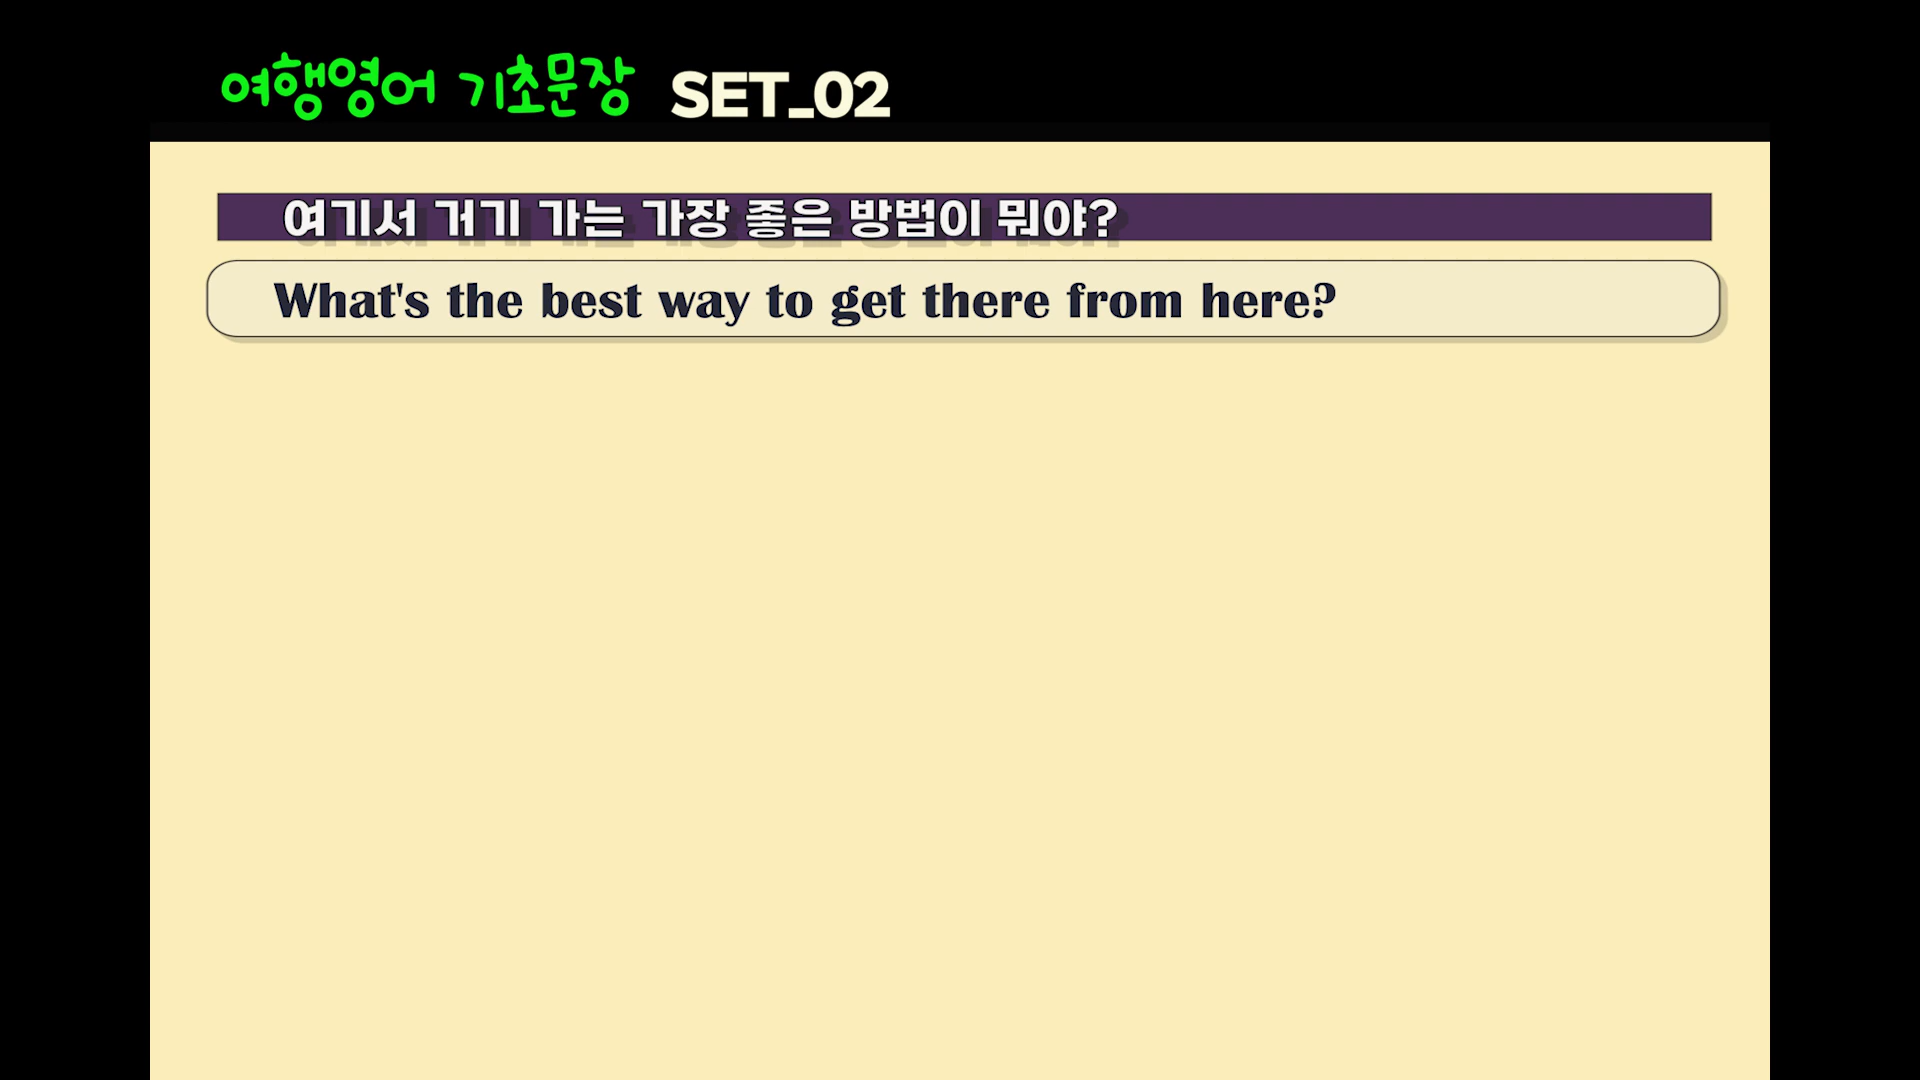 여행영어 기초문장 SET_02
여기서 거기 가는 가장 좋은 방법이 뭐야?
What's the best way to get there from here?